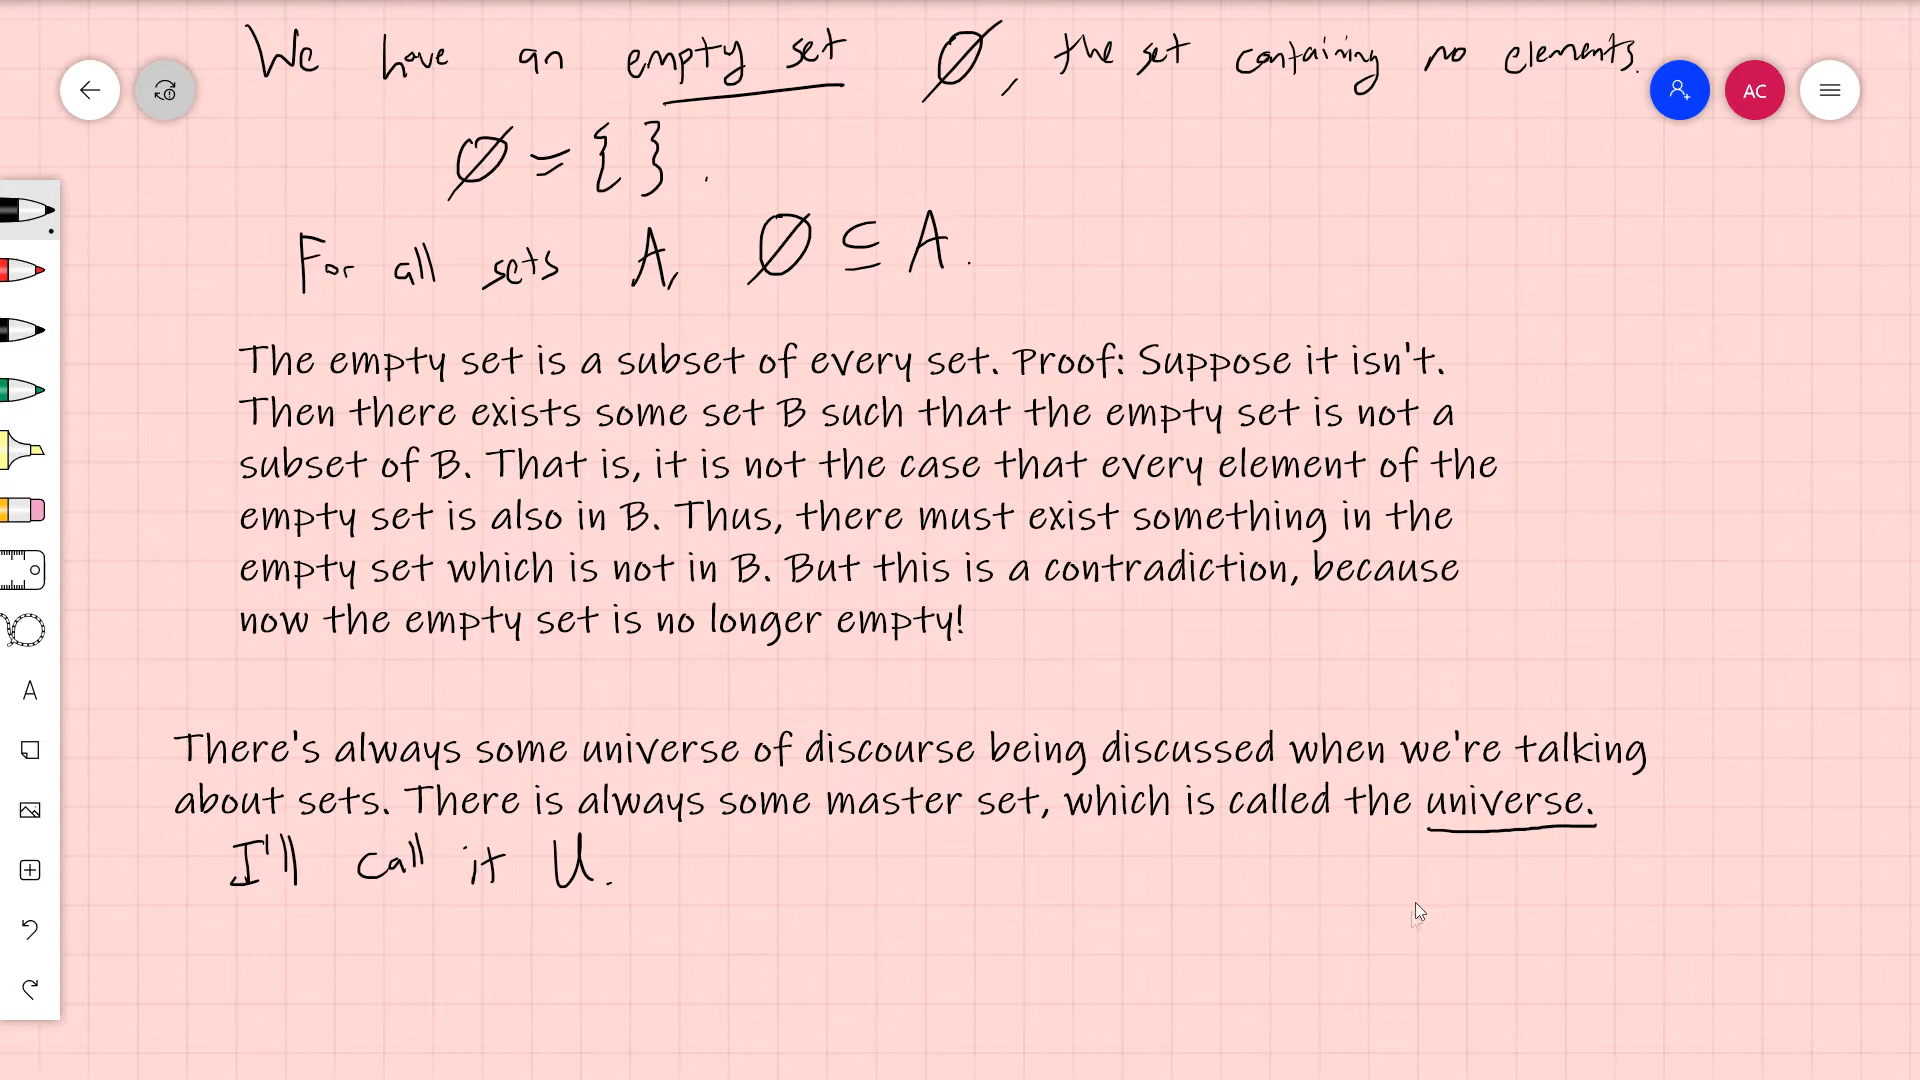 We have an empty set ∅, the set containing no elements.
AC
∅ = { }.
For all sets A, ∅ ⊆ A.
The empty set is a subset of every set. Proof: Suppose it isn't.
Then there exists some set B such that the empty set is not a
subset of B. That is, it is not the case that every element of the
empty set is also in B. Thus, there must exist something in the
empty set which is not in B. But this is a contradiction, because
now the empty set is no longer empty!
There's always some universe of discourse being discussed when we're talking
about sets. There is always some master set, which is called the universe.
I'll call it U.